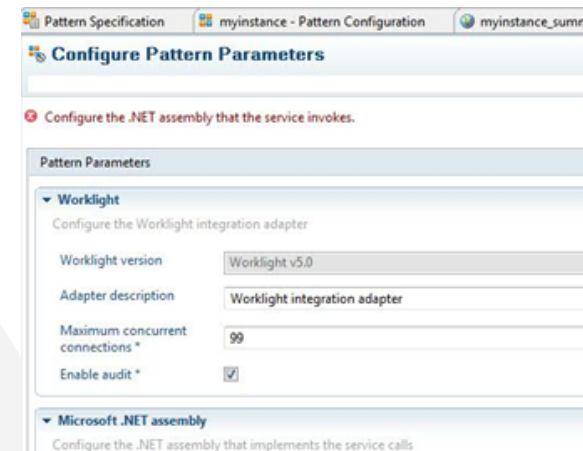 Pattern Specification
myinstance - Pattern Configuration
myinstance_summ
Configure Pattern Parameters
Configure the .NET assembly that the service invokes.
Pattern Parameters
Worklight
Configure the Worklight integration adapter
Worklight version
Worklight v5.0
Adapter description
Worklight integration adapter
Maximum concurrent
connections *
99
Enable audit *
Microsoft .NET assembly
Configure the .NET assembly that implements the service calls